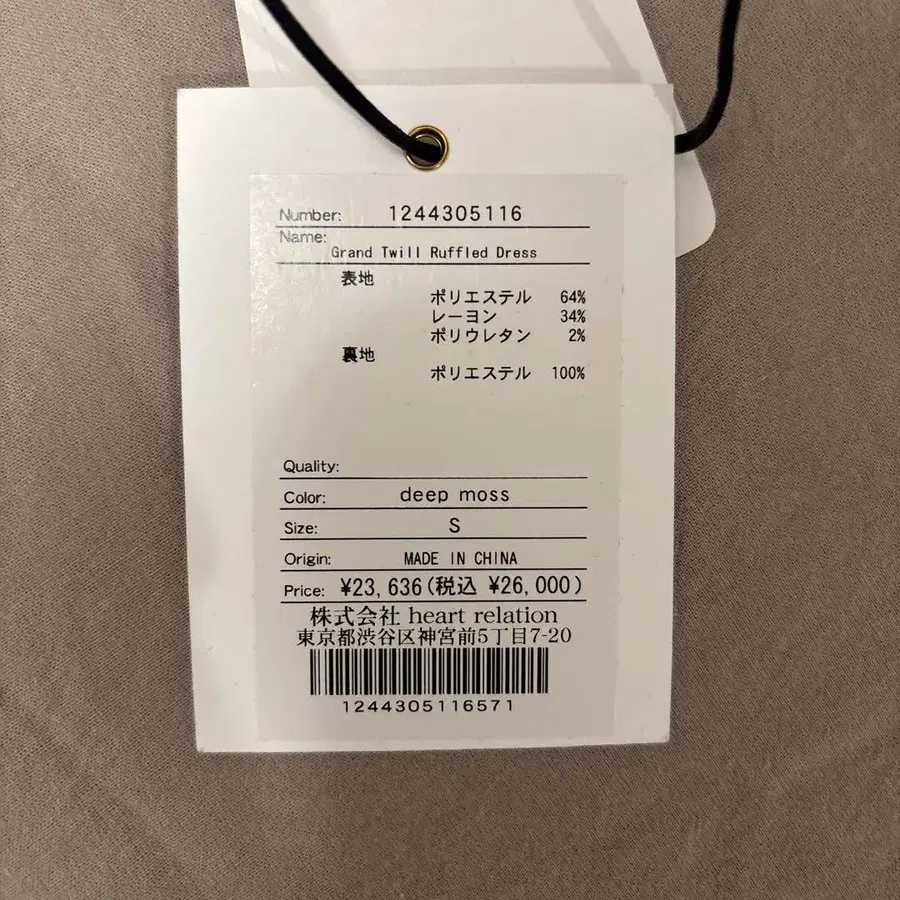 Number: 1244305116
Name:
Grand Twill Ruffled Dress
表地
ポリエステル 64%
レーヨン 34%
ポリウレタン 2%
裏地
ポリエステル 100%
Quality:
Color: deep moss
Size: S
Origin: MADE IN CHINA
Price: ¥23,636(税込 ¥26,000)
株式会社 heart relation
東京都渋谷区神宮前5丁目7-20
1244305116571